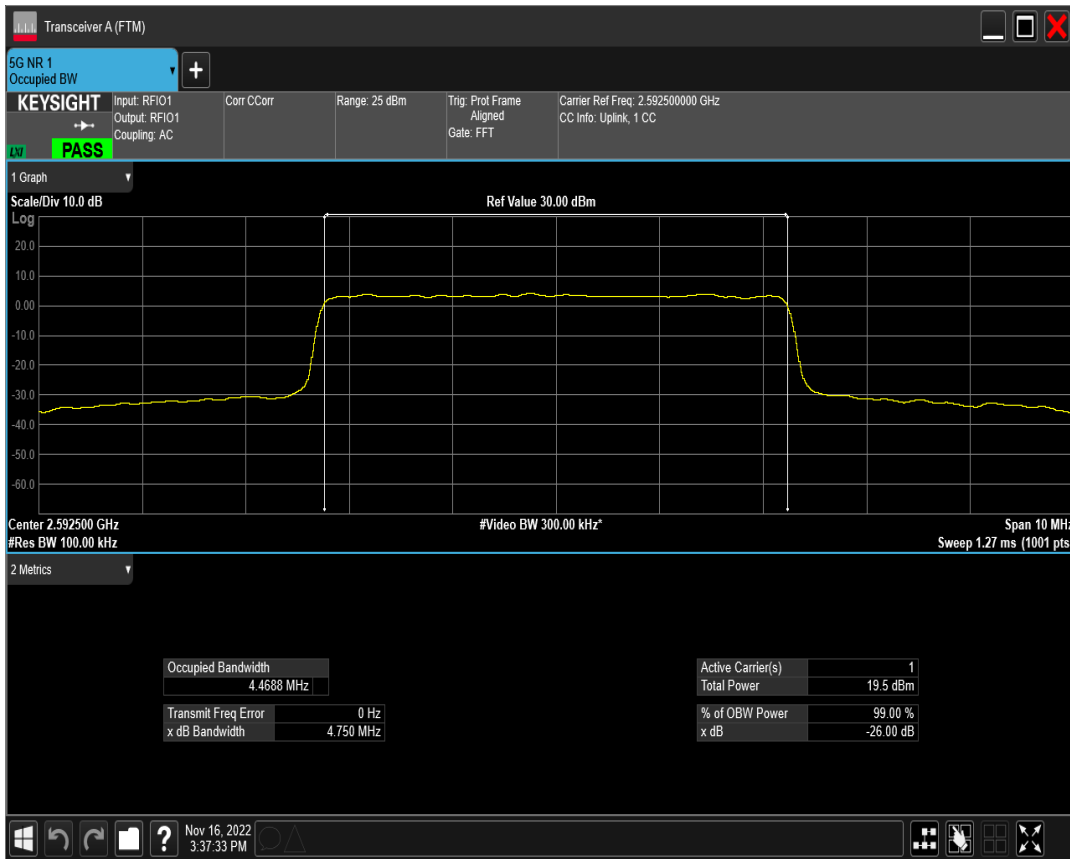 Transceiver A (FTM)
5G NR 1
Occupied BW
+
KEYSIGHT
LXI
PASS
Input: RFIO1
Output: RFIO1
Coupling: AC
Corr CCorr
Range: 25 dBm
Trig: Prot Frame
Aligned
Gate: FFT
Carrier Ref Freq: 2.592500000 GHz
CC Info: Uplink, 1 CC
1 Graph
Scale/Div 10.0 dB
Ref Value 30.00 dBm
Log
20.0
10.0
0.00
-10.0
-20.0
-30.0
-40.0
-50.0
-60.0
Center 2.592500 GHz
#Video BW 300.00 kHz*
Span 10 MHz
#Res BW 100.00 kHz
Sweep 1.27 ms (1001 pts
2 Metrics
Occupied Bandwidth
4.4688 MHz
Transmit Freq Error 0 Hz
x dB Bandwidth 4.750 MHz
Active Carrier(s) 1
Total Power 19.5 dBm
% of OBW Power 99.00 %
x dB -26.00 dB
?
Nov 16, 2022
3:37:33 PM